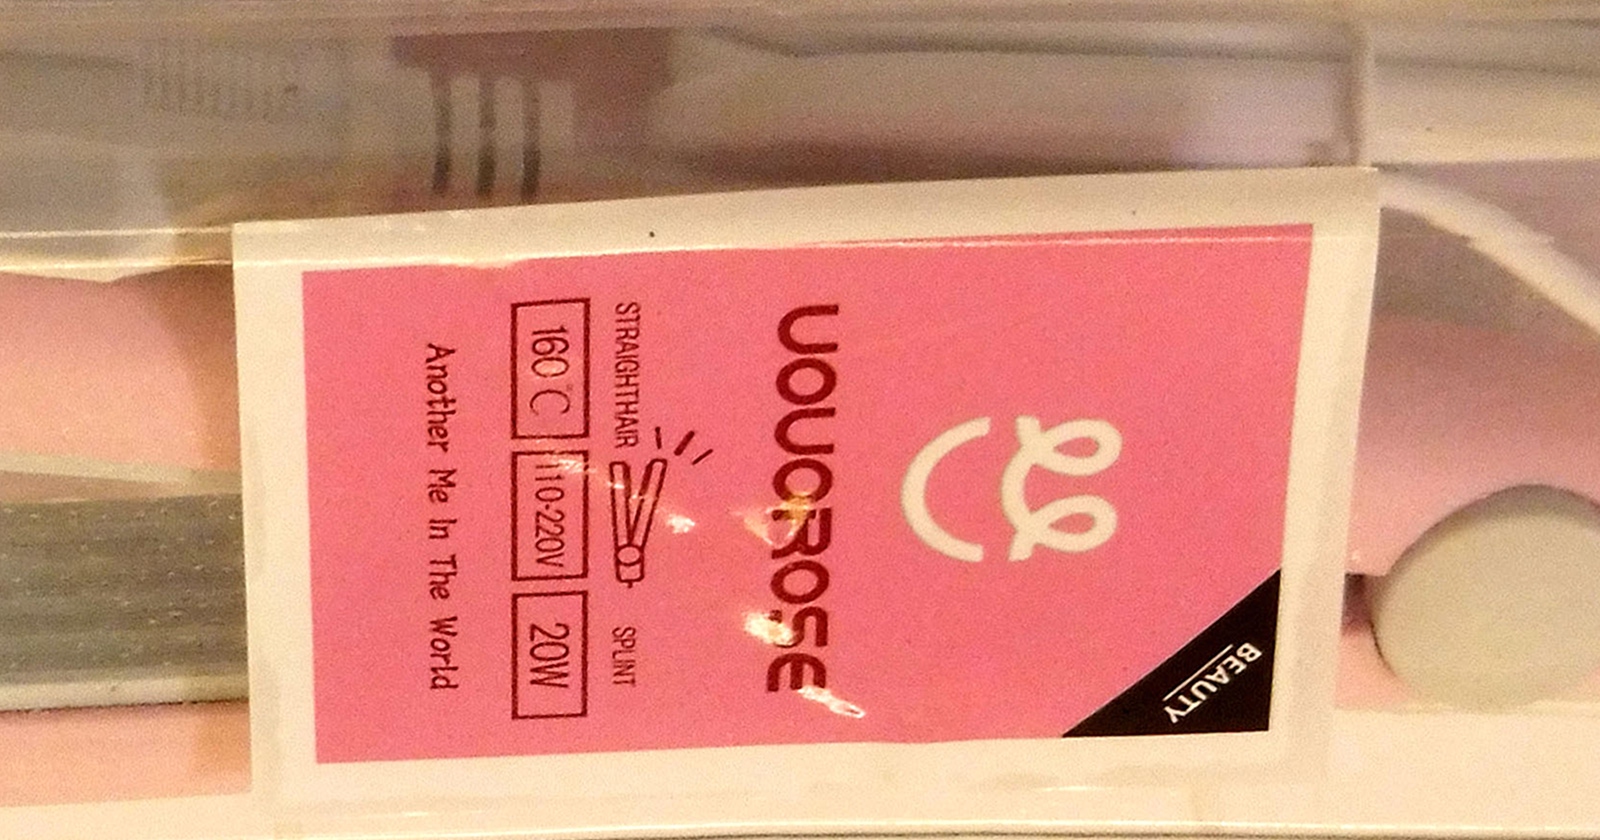 BEAUTY
UOUOROSE
STRAIGHTHAIR SPLINT
160℃ 110-220V 20W
Another Me In The World